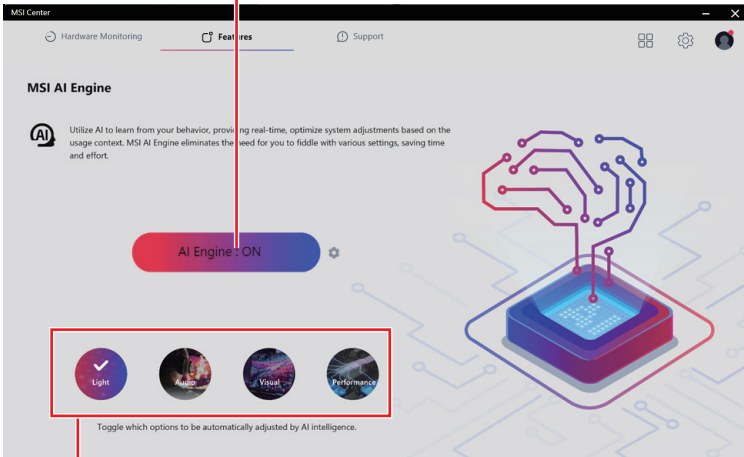 MSI Center
Hardware Monitoring
Features
Support
MSI AI Engine
AI
Utilize AI to learn from your behavior, providing real-time, optimize system adjustments based on the
usage context. MSI AI Engine eliminates the need for you to fiddle with various settings, saving time
and effort.
AI Engine : ON
Light
Audio
Visual
Performance
Toggle which options to be automatically adjusted by AI intelligence.